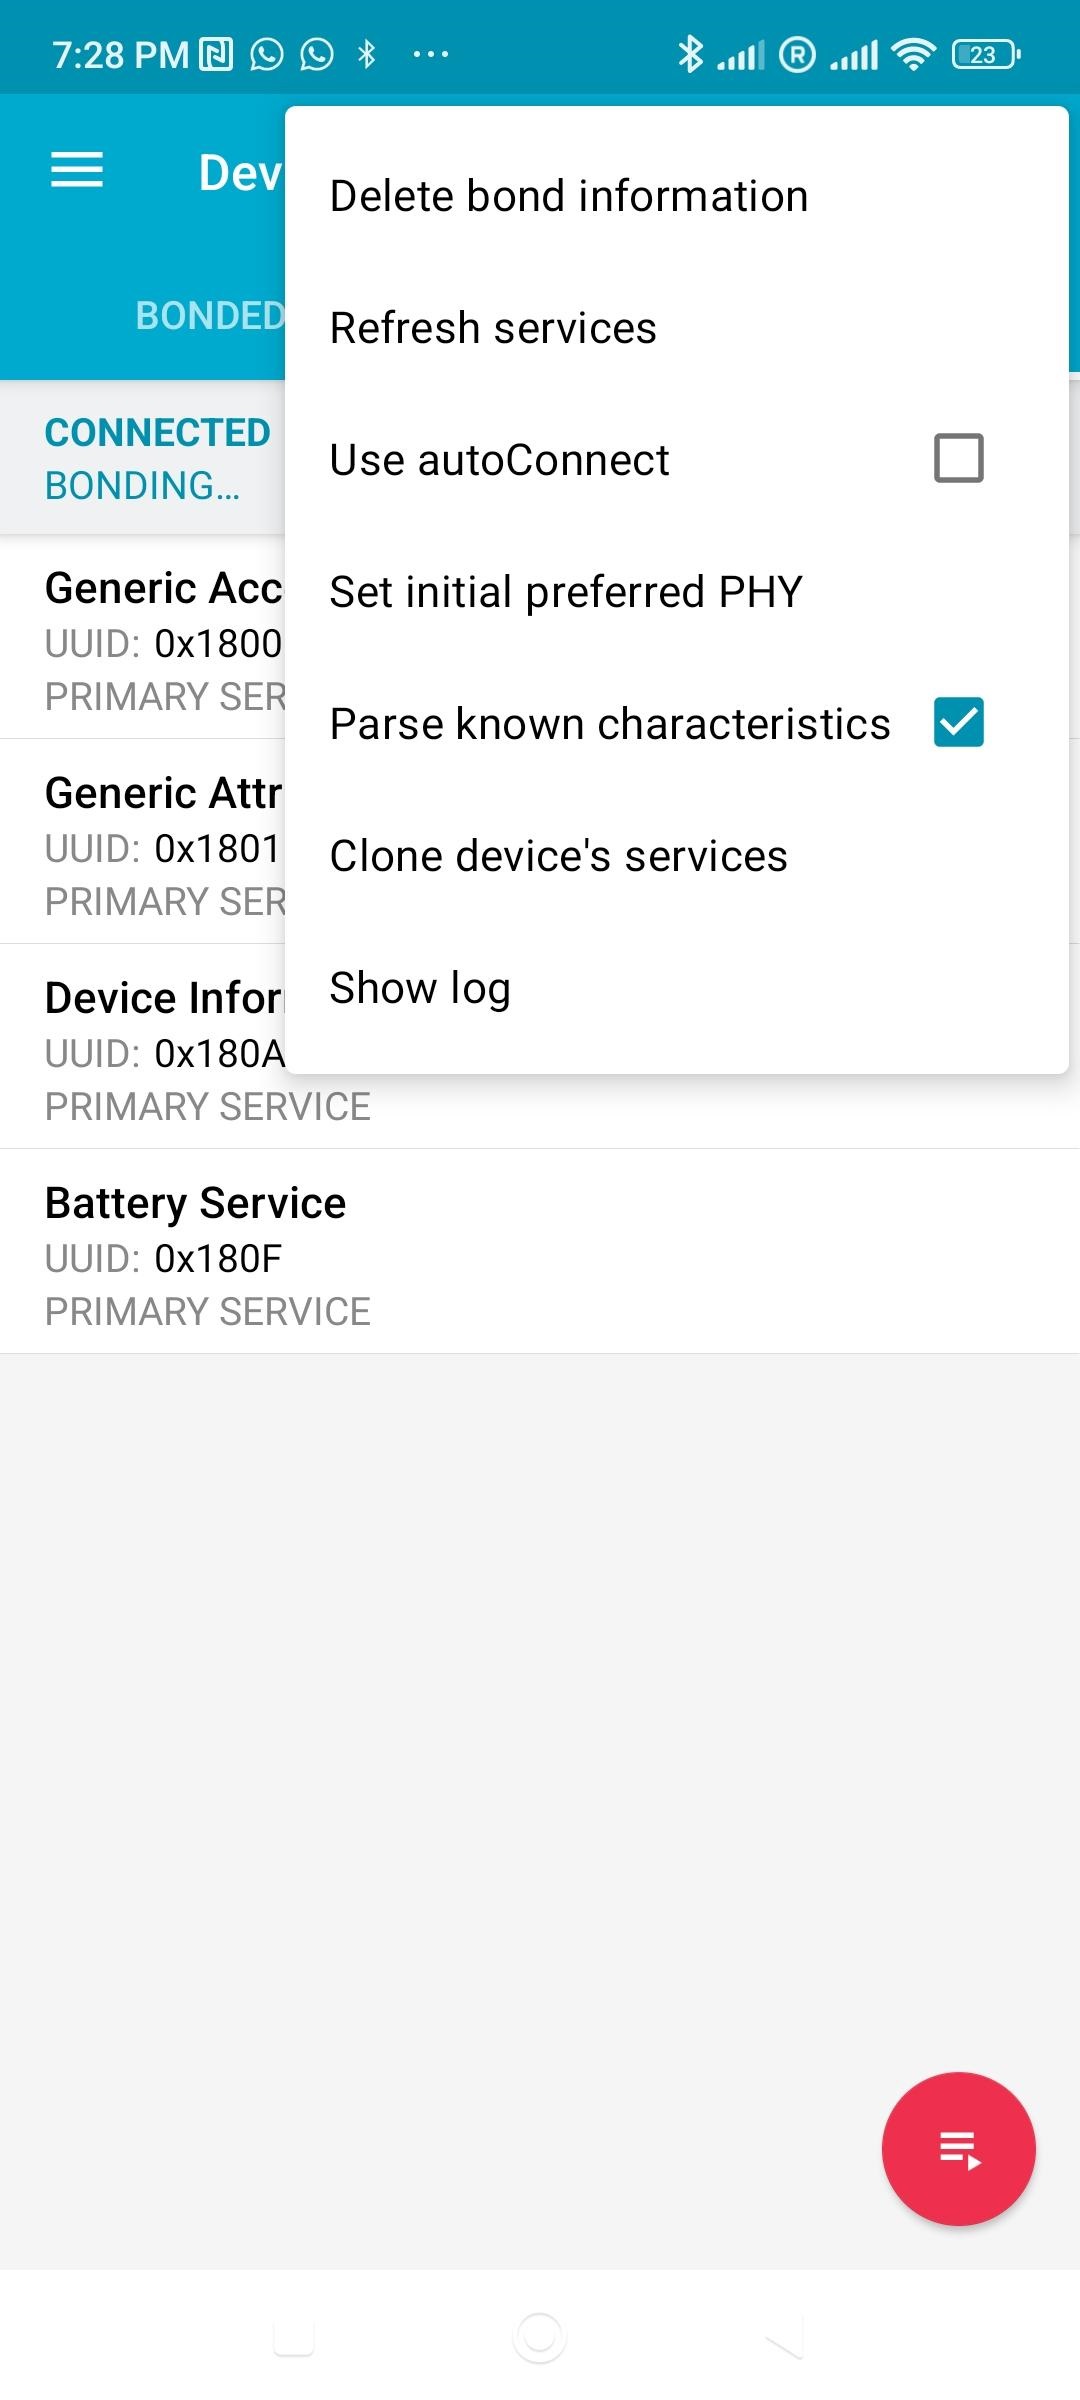 7:28 PM
23
Dev
BONDED
CONNECTED
BONDING...
Delete bond information
Refresh services
Use autoConnect
Set initial preferred PHY
Parse known characteristics
Clone device's services
Show log
Generic Acc
UUID: 0x1800
PRIMARY SER
Generic Attr
UUID: 0x1801
PRIMARY SER
Device Infor
UUID: 0x180A
PRIMARY SERVICE
Battery Service
UUID: 0x180F
PRIMARY SERVICE